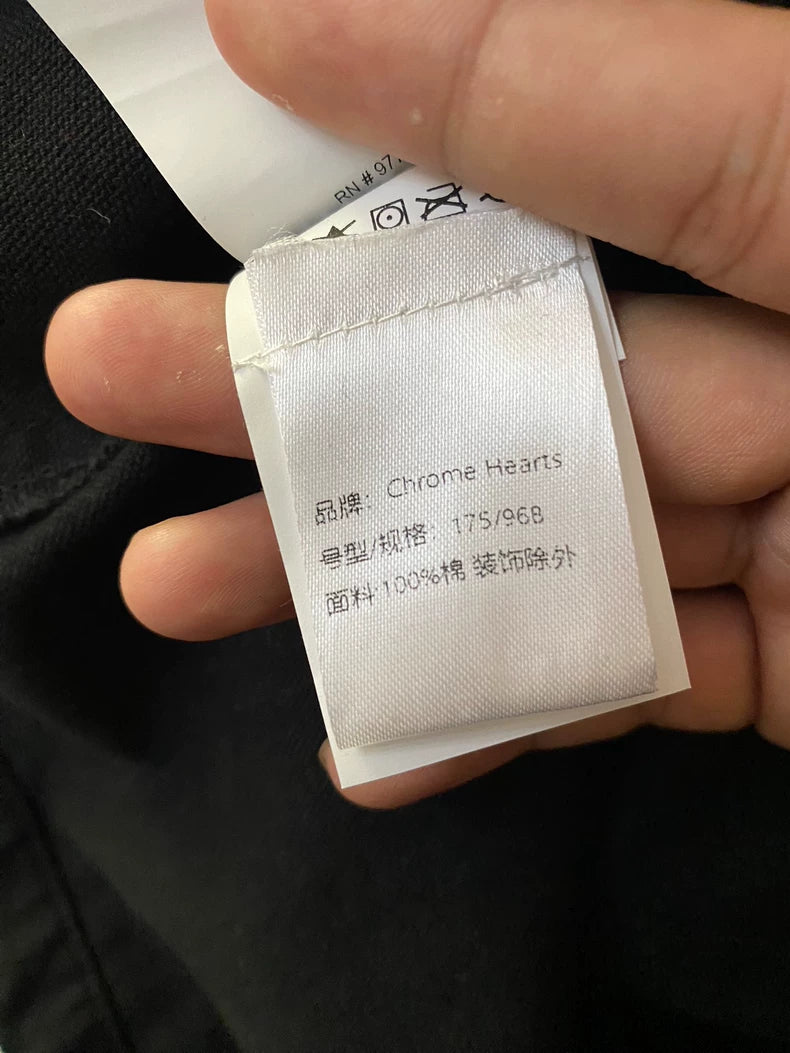 RN # 97
品牌：Chrome Hearts
号型/规格：175/96B
面料：100%棉 装饰除外